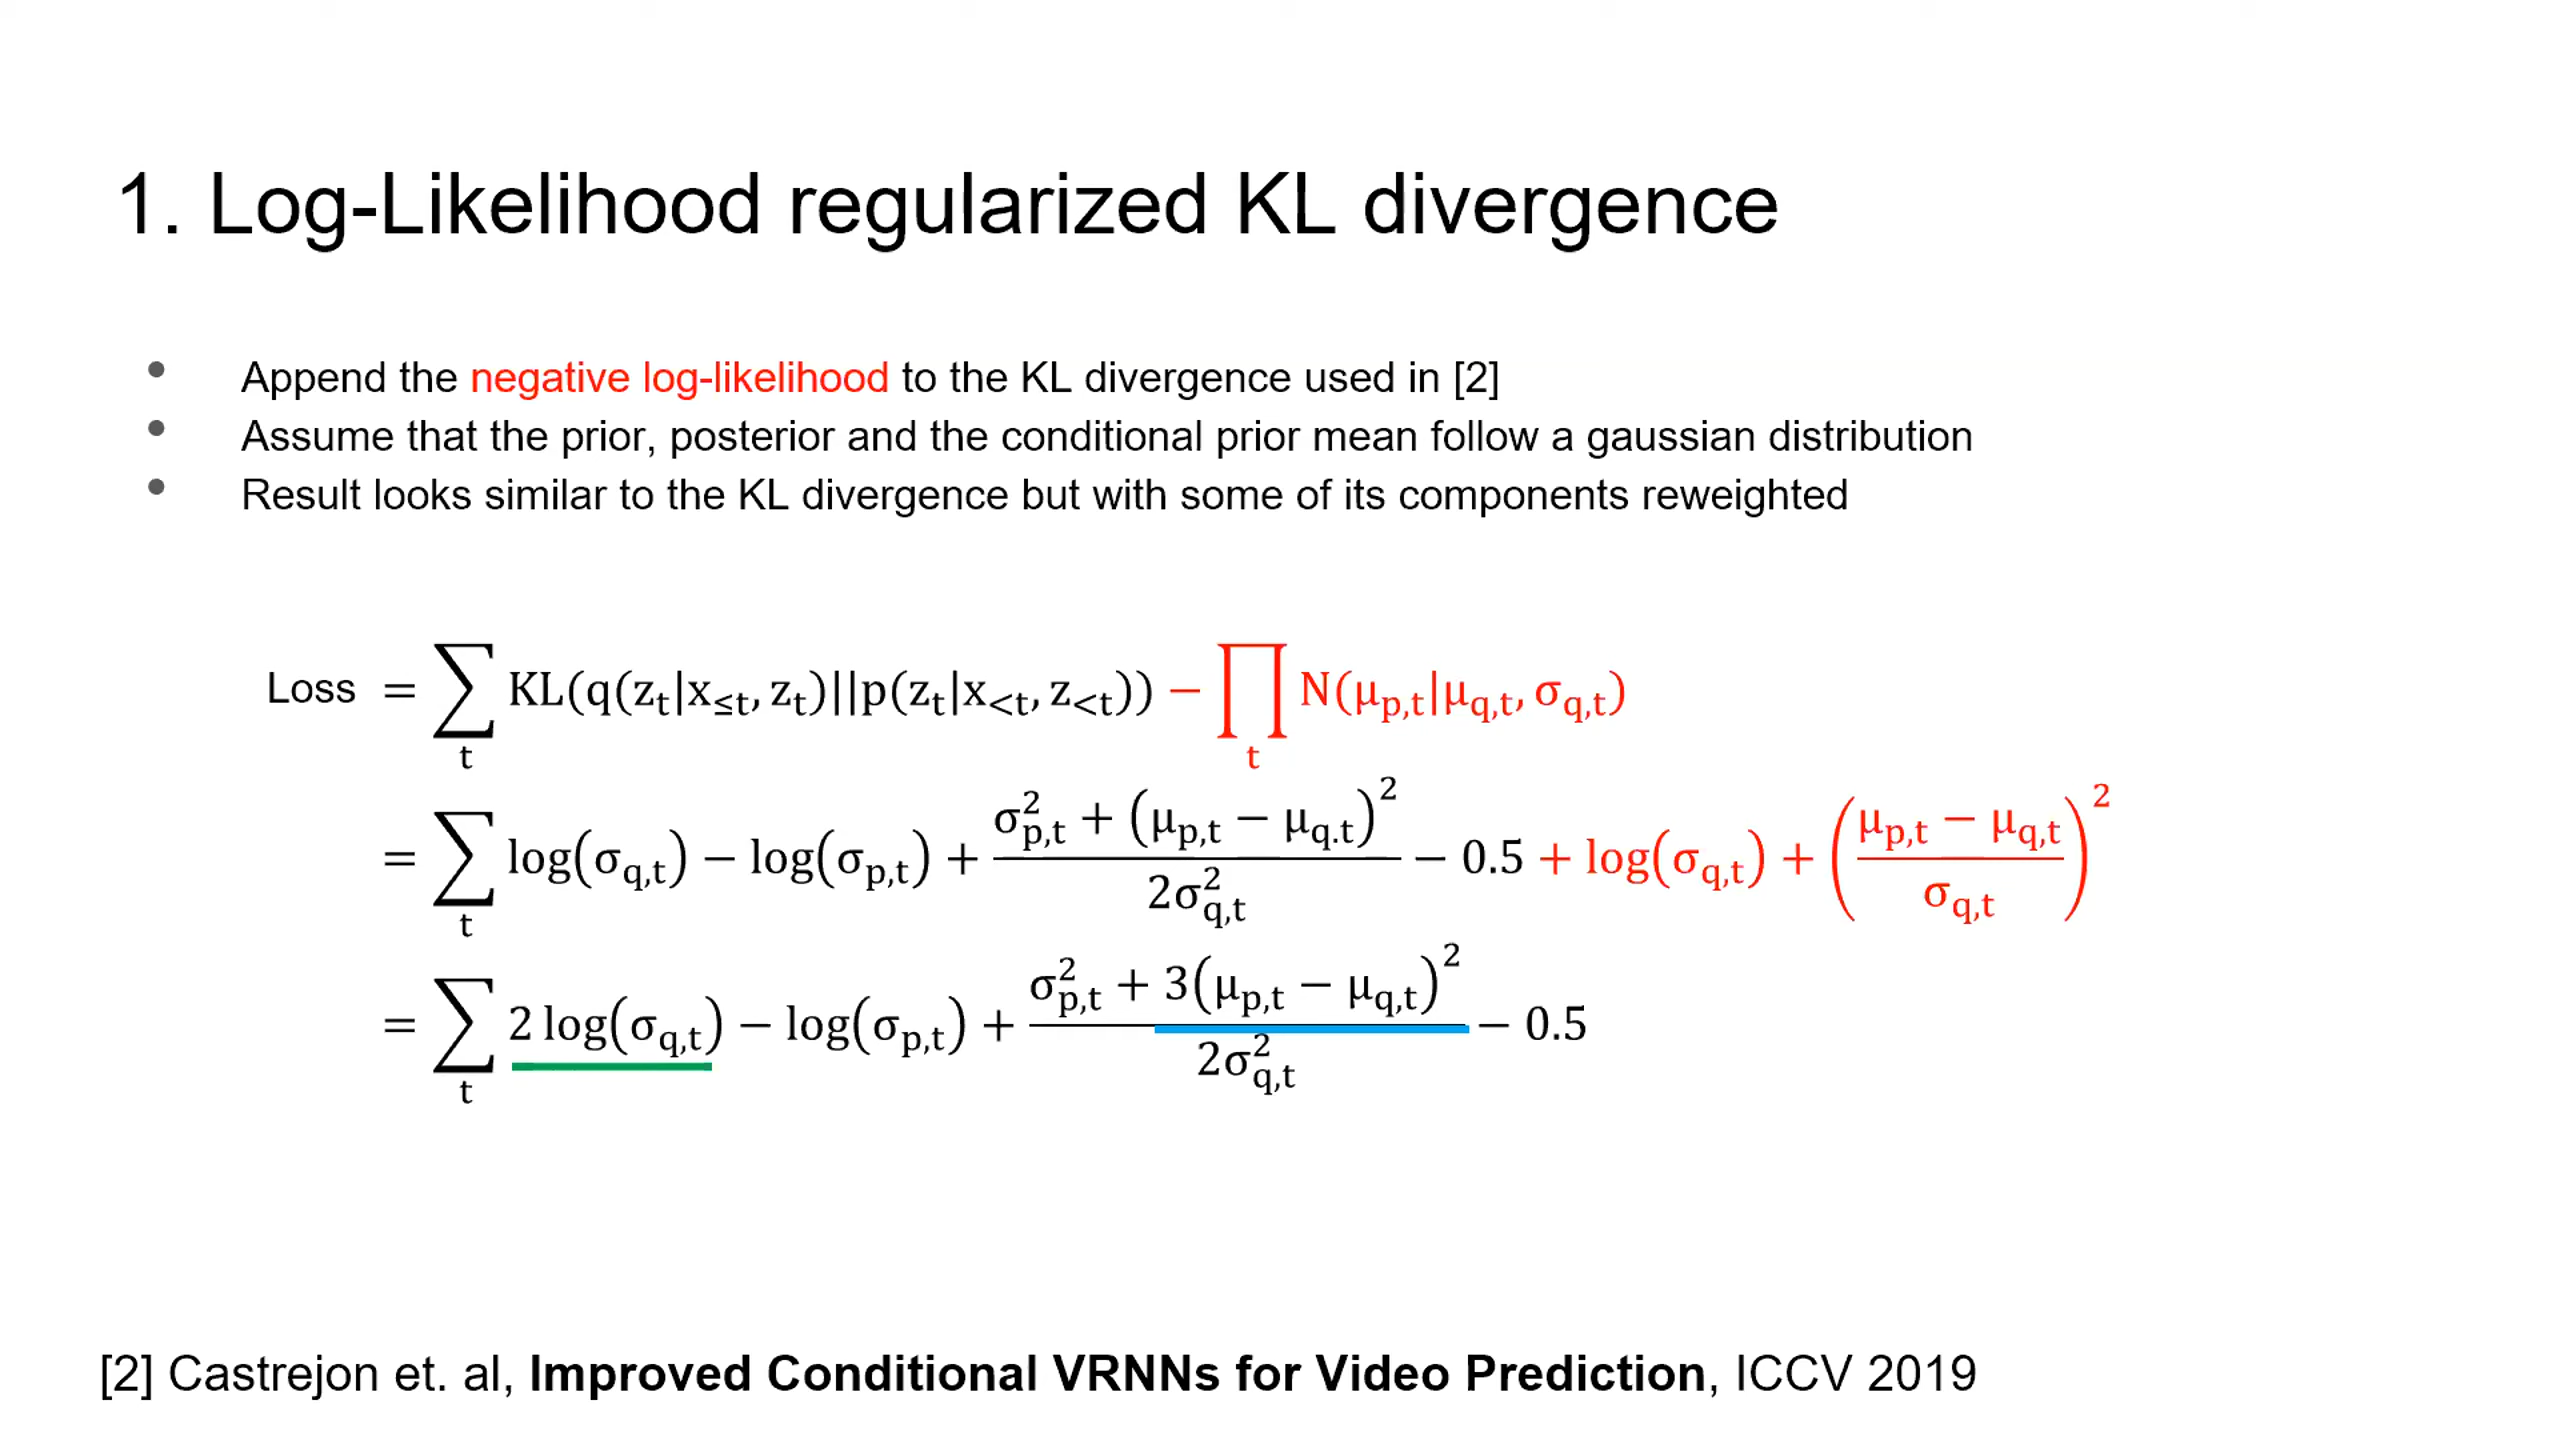 1. Log-Likelihood regularized KL divergence
• Append the negative log-likelihood to the KL divergence used in [2]
• Assume that the prior, posterior and the conditional prior mean follow a gaussian distribution
• Result looks similar to the KL divergence but with some of its components reweighted
Loss = ∑_t KL(q(z_t|x_≤t, z_t)||p(z_t|x_<t, z_<t)) − ∏_t N(μ_p,t|μ_q,t, σ_q,t)
= ∑_t log(σ_q,t) − log(σ_p,t) + (σ²_p,t + (μ_p,t − μ_q.t)²) / (2σ²_q,t) − 0.5 + log(σ_q,t) + ((μ_p,t − μ_q,t) / σ_q,t)²
= ∑_t 2 log(σ_q,t) − log(σ_p,t) + (σ²_p,t + 3(μ_p,t − μ_q,t)²) / (2σ²_q,t) − 0.5
[2] Castrejon et. al, Improved Conditional VRNNs for Video Prediction, ICCV 2019